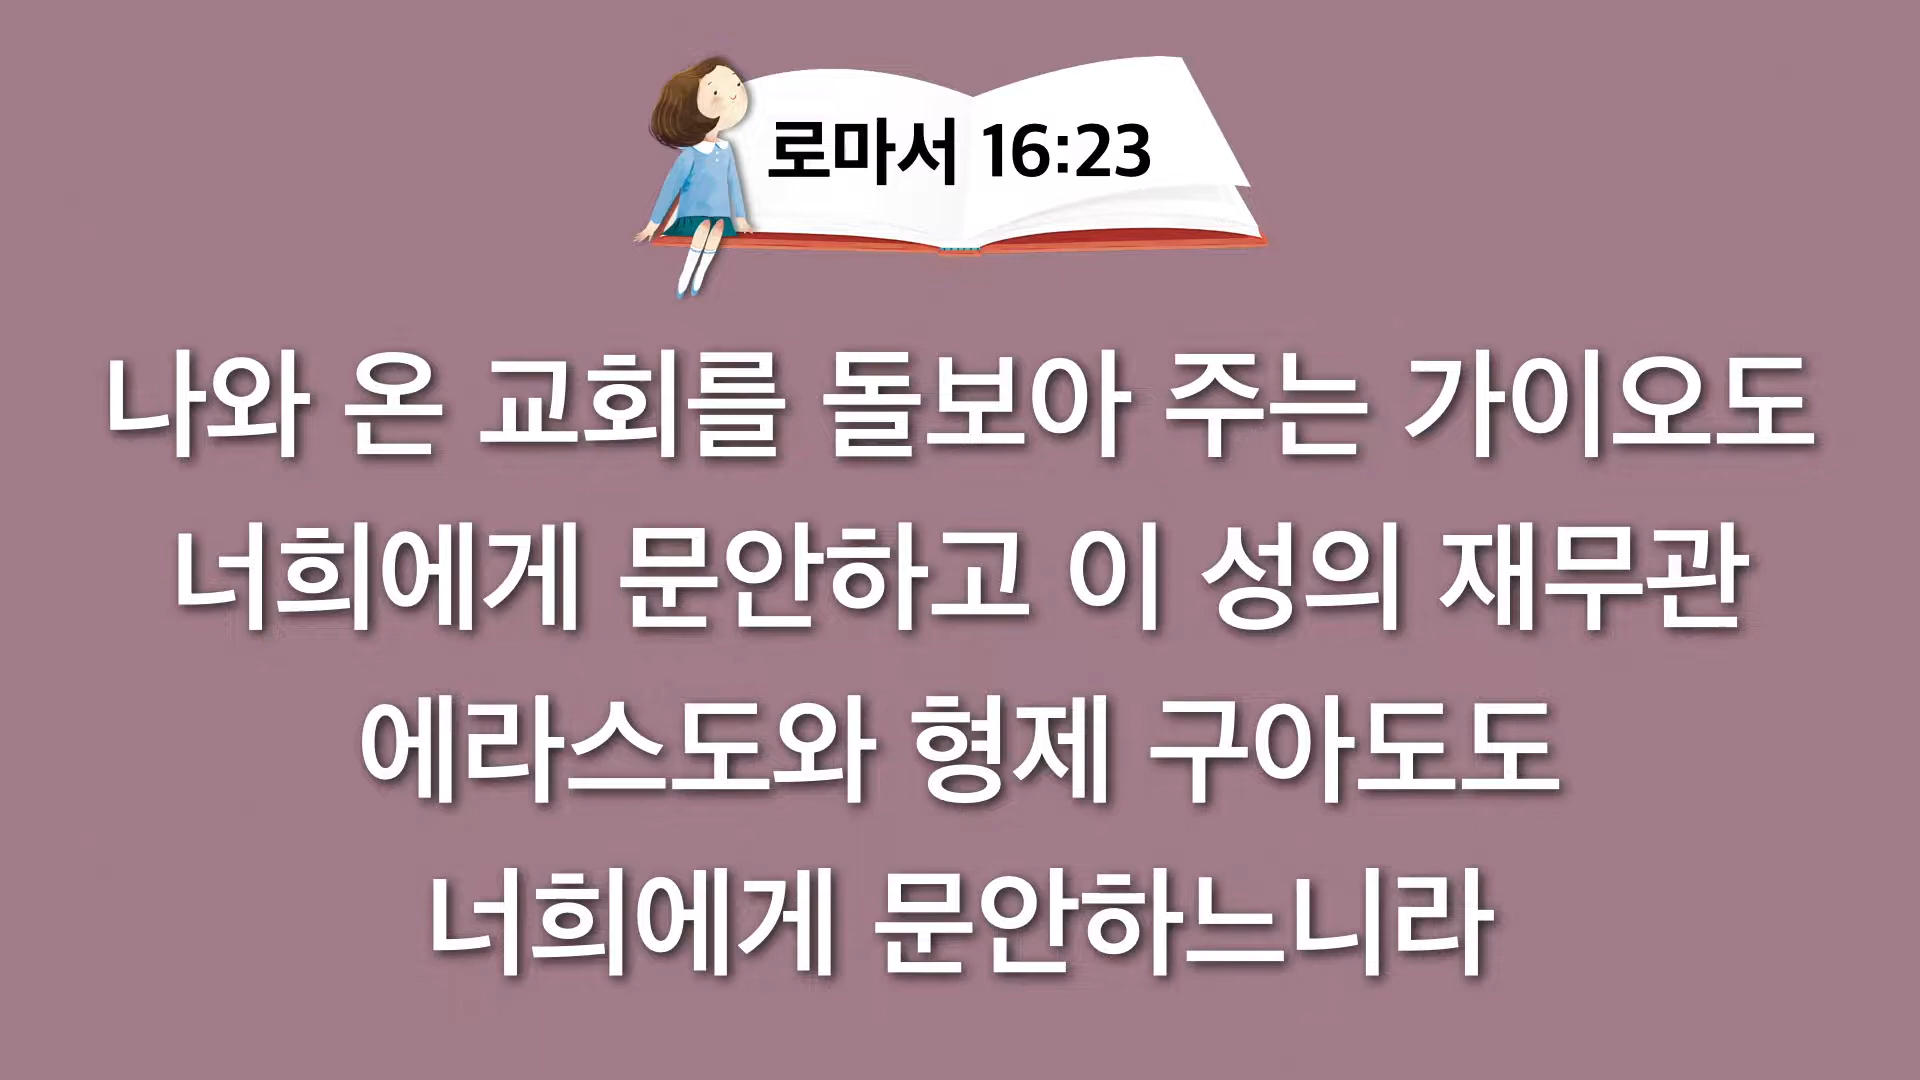 로마서 16:23
나와 온 교회를 돌보아 주는 가이오도
너희에게 문안하고 이 성의 재무관
에라스도와 형제 구아도도
너희에게 문안하느니라